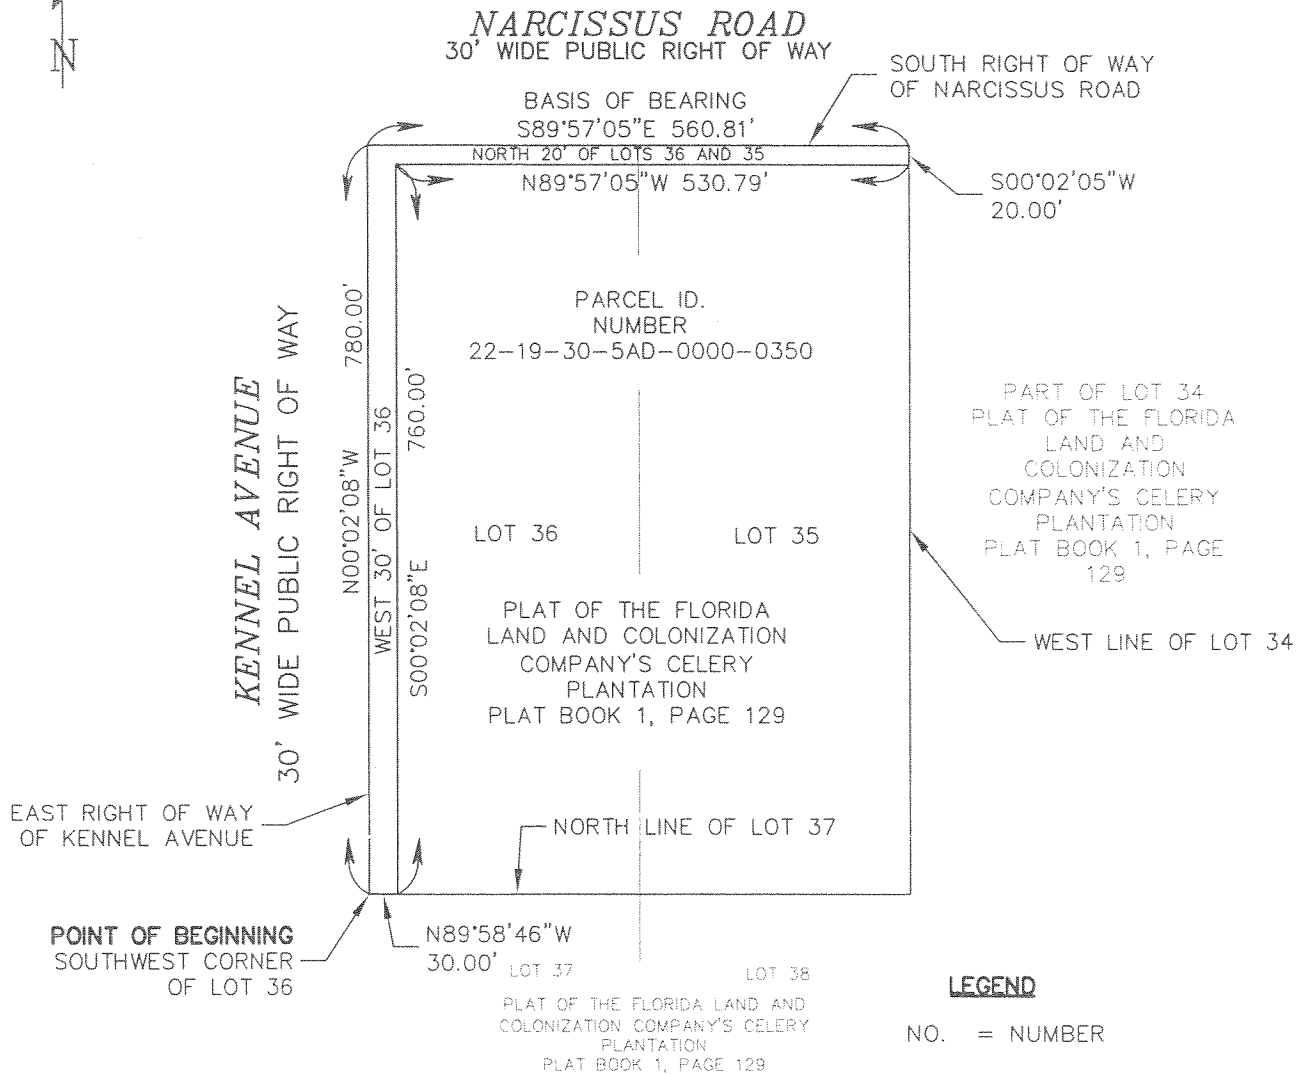 N
NARCISSUS ROAD
30' WIDE PUBLIC RIGHT OF WAY
SOUTH RIGHT OF WAY
OF NARCISSUS ROAD
BASIS OF BEARING
S89°57'05"E 560.81'
NORTH 20' OF LOTS 36 AND 35
N89°57'05"W 530.79'
S00°02'05"W
20.00'
PARCEL ID.
NUMBER
22-19-30-5AD-0000-0350
KENNEL AVENUE
30' WIDE PUBLIC RIGHT OF WAY
N00°02'08"W 780.00'
WEST 30' OF LOT 36
S00°02'08"E 760.00'
PART OF LOT 34
PLAT OF THE FLORIDA
LAND AND
COLONIZATION
COMPANY'S CELERY
PLANTATION
PLAT BOOK 1, PAGE
129
LOT 36
LOT 35
PLAT OF THE FLORIDA
LAND AND COLONIZATION
COMPANY'S CELERY
PLANTATION
PLAT BOOK 1, PAGE 129
WEST LINE OF LOT 34
EAST RIGHT OF WAY
OF KENNEL AVENUE
NORTH LINE OF LOT 37
POINT OF BEGINNING
SOUTHWEST CORNER
OF LOT 36
N89°58'46"W
30.00'
LOT 37
LOT 38
PLAT OF THE FLORIDA LAND AND
COLONIZATION COMPANY'S CELERY
PLANTATION
PLAT BOOK 1, PAGE 129
LEGEND
NO. = NUMBER